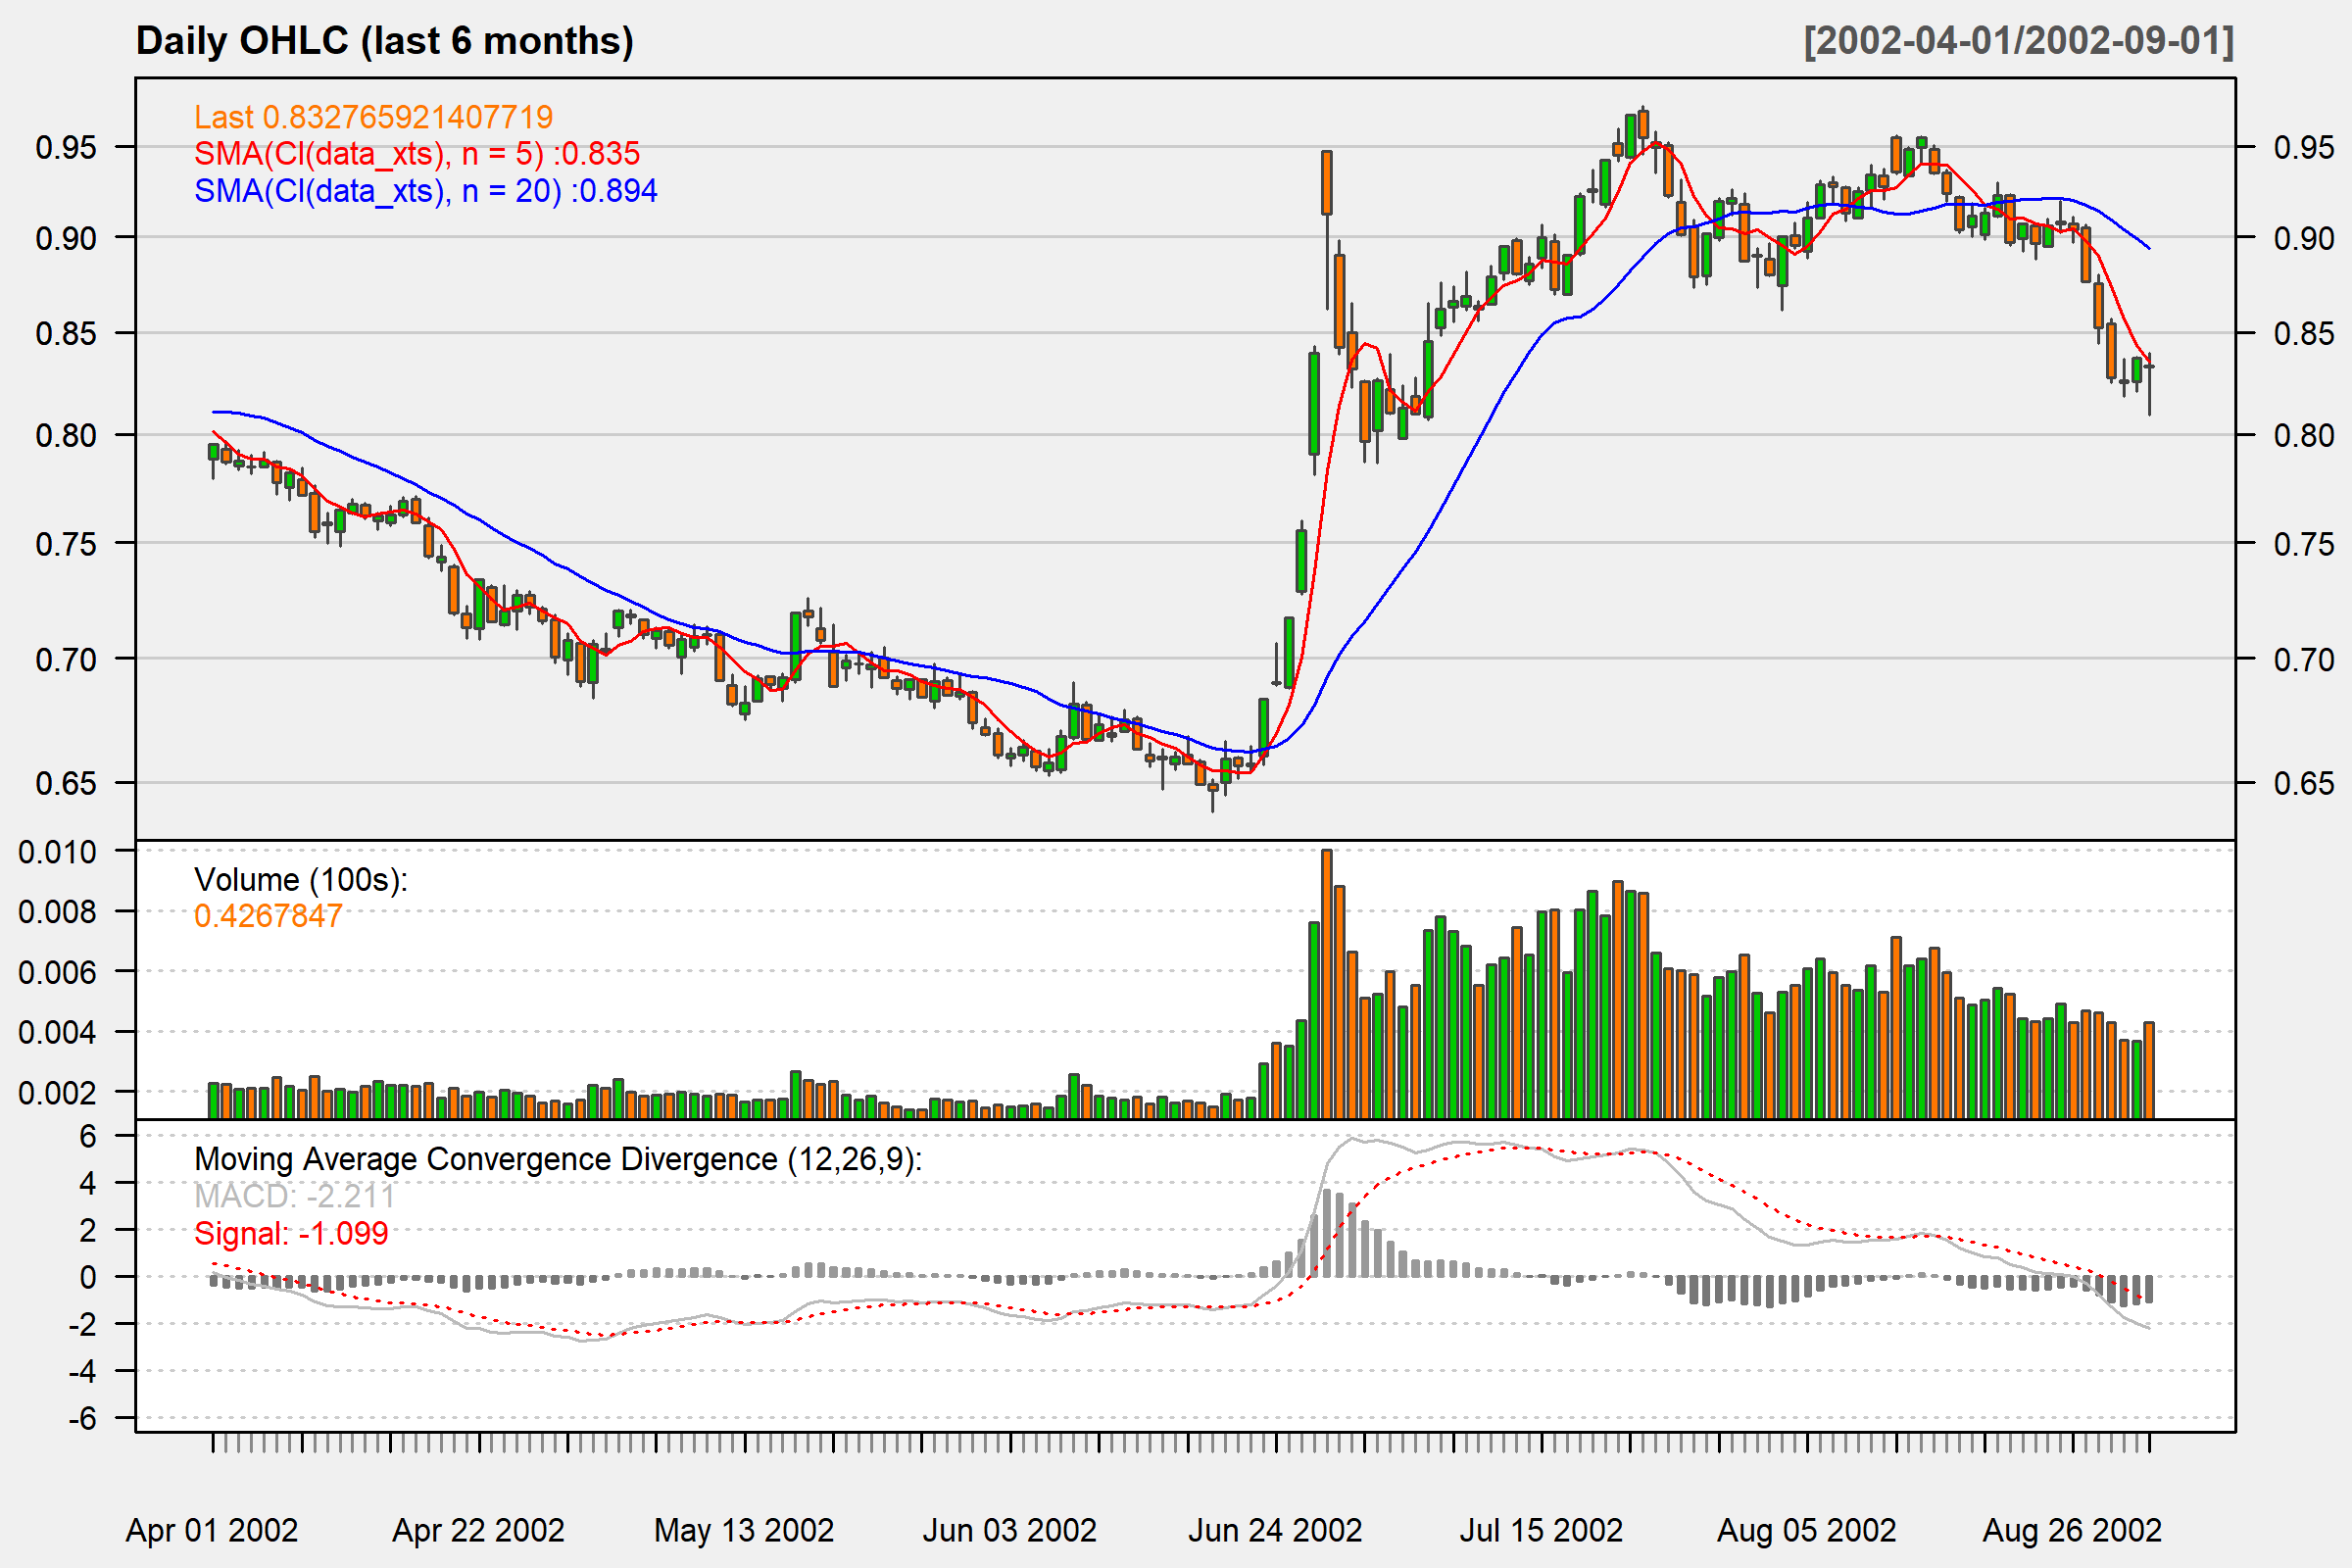 Daily OHLC (last 6 months)
[2002-04-01/2002-09-01]
Last 0.832765921407719
SMA(Cl(data_xts), n = 5) :0.835
SMA(Cl(data_xts), n = 20) :0.894
0.95 0.95
0.90 0.90
0.85 0.85
0.80 0.80
0.75 0.75
0.70 0.70
0.65 0.65
Volume (100s):
0.4267847
0.010
0.008
0.006
0.004
0.002
Moving Average Convergence Divergence (12,26,9):
MACD: -2.211
Signal: -1.099
6
4
2
0
-2
-4
-6
Apr 01 2002 Apr 22 2002 May 13 2002 Jun 03 2002 Jun 24 2002 Jul 15 2002 Aug 05 2002 Aug 26 2002